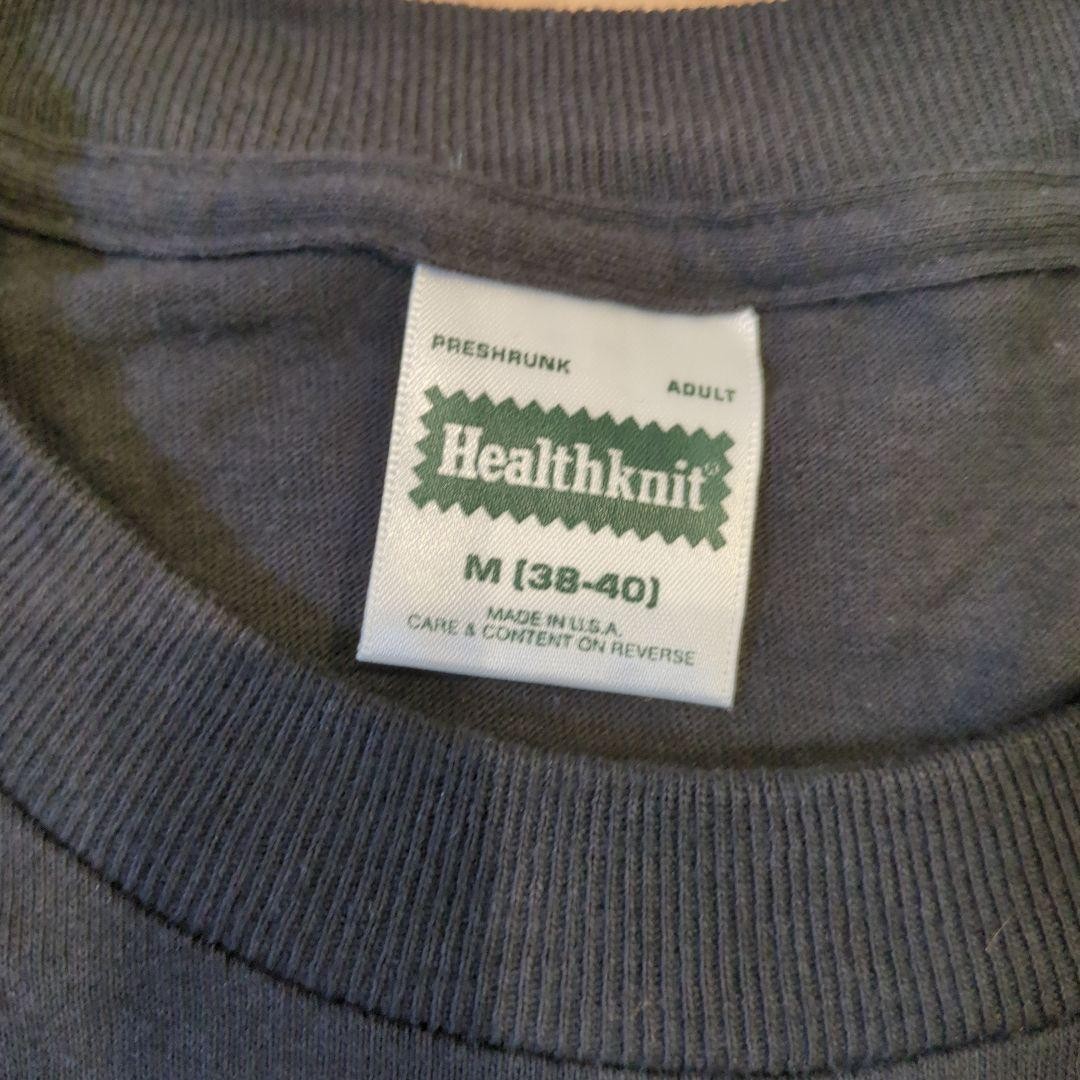 PRESHRUNK
ADULT
Healthknit
M (38-40)
MADE IN U.S.A.
CARE & CONTENT ON REVERSE